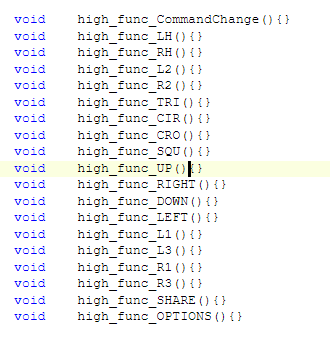 void    high_func_CommandChange(){}
void    high_func_LH(){}
void    high_func_RH(){}
void    high_func_L2(){}
void    high_func_R2(){}
void    high_func_TRI(){}
void    high_func_CIR(){}
void    high_func_CRO(){}
void    high_func_SQU(){}
void    high_func_UP(){}
void    high_func_RIGHT(){}
void    high_func_DOWN(){}
void    high_func_LEFT(){}
void    high_func_L1(){}
void    high_func_L3(){}
void    high_func_R1(){}
void    high_func_R3(){}
void    high_func_SHARE(){}
void    high_func_OPTIONS(){}